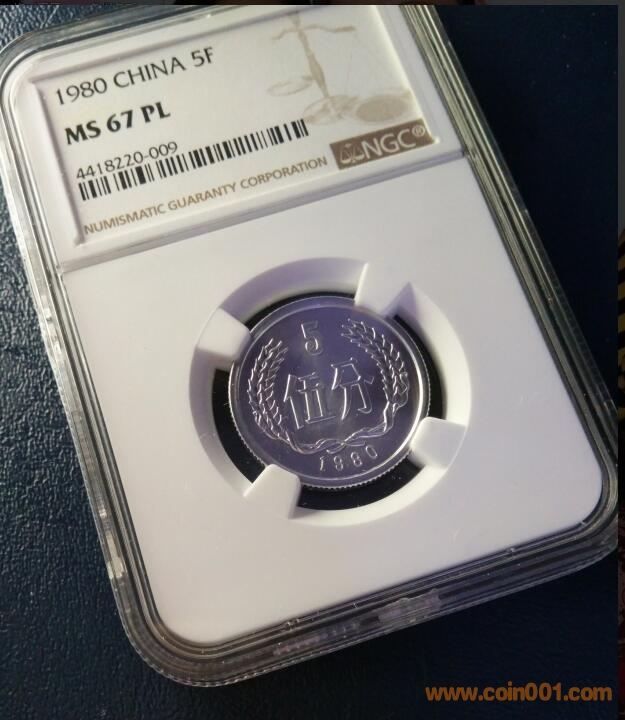 1980 CHINA 5F
MS 67 PL
4418220-009
NGC®
NUMISMATIC GUARANTY CORPORATION
5
伍分
1980
www.coin001.com